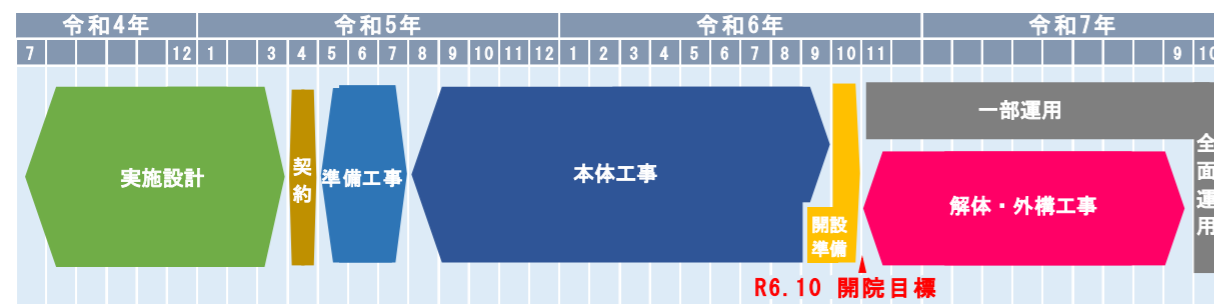 令和4年 令和5年 令和6年 令和7年
7 12 1 3 4 5 6 7 8 9 10 11 12 1 2 3 4 5 6 7 8 9 10 11 9 10
実施設計
契約
準備工事
本体工事
開設
準備
一部運用
解体・外構工事
全面運用
R6.10 開院目標